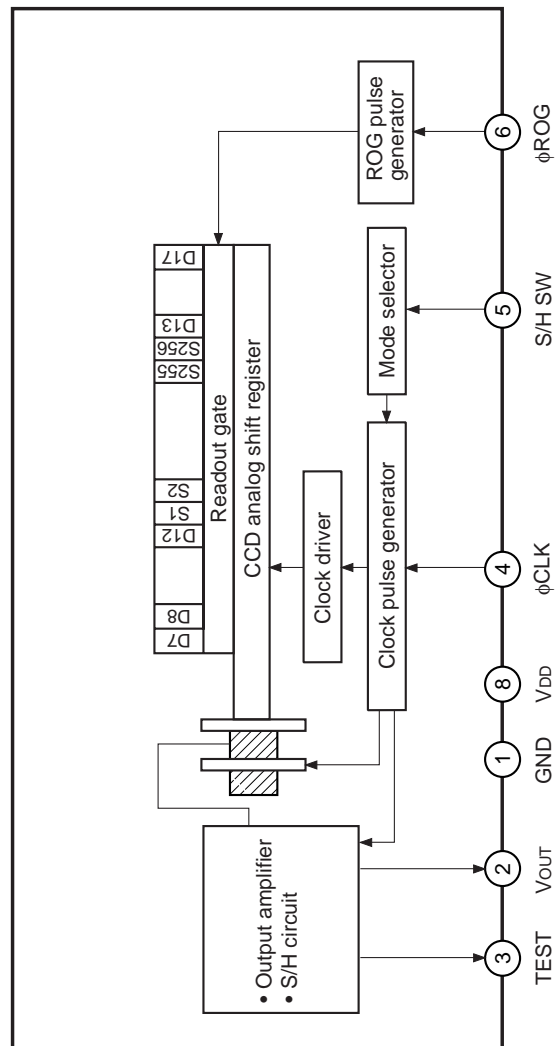 D7
D8
D12
S1
S2
S255
S256
D13
D17
Readout gate
CCD analog shift register
Clock driver
Clock pulse generator
Mode selector
ROG pulse
generator
• Output amplifier
• S/H circuit
3
2
1
8
4
5
6
TEST
VOUT
GND
VDD
ϕCLK
S/H SW
ϕROG